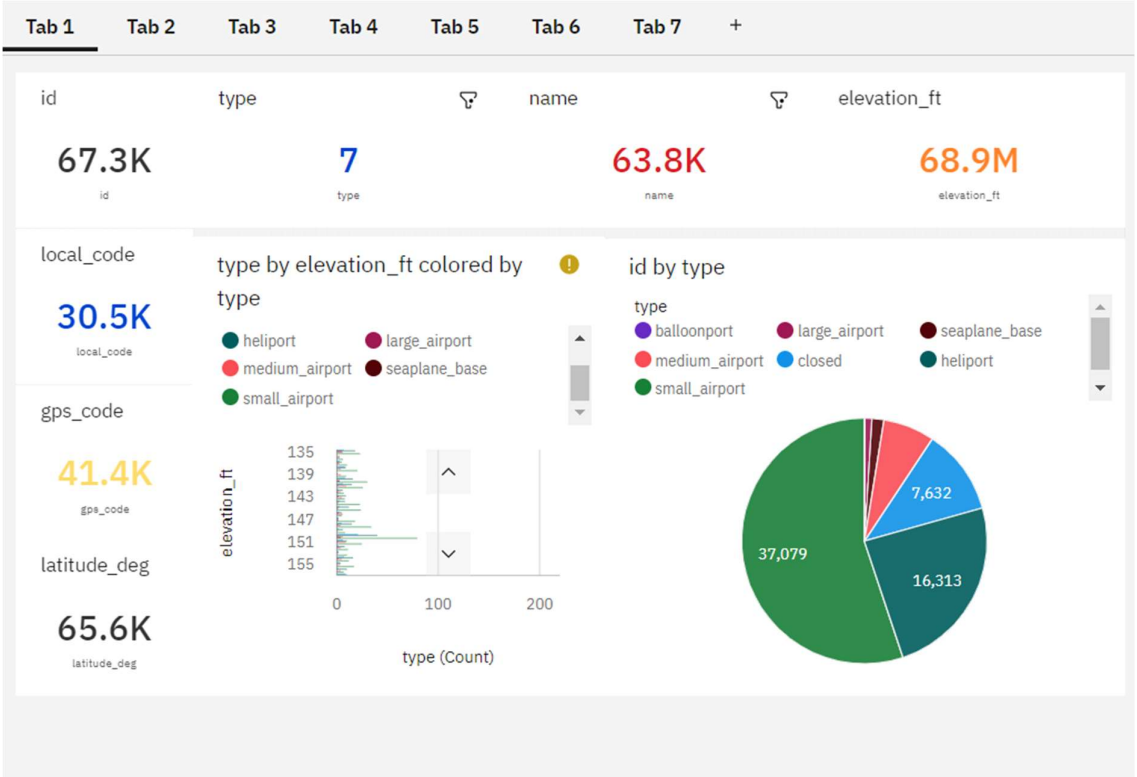 Tab 1 Tab 2 Tab 3 Tab 4 Tab 5 Tab 6 Tab 7 +
id
67.3K
id
type
7
type
name
63.8K
name
elevation_ft
68.9M
elevation_ft
local_code
30.5K
local_code
gps_code
41.4K
gps_code
latitude_deg
65.6K
latitude_deg
type by elevation_ft colored by
type
heliport large_airport
medium_airport seaplane_base
small_airport
elevation_ft
135
139
143
147
151
155
0 100 200
type (Count)
id by type
type
balloonport large_airport seaplane_base
medium_airport closed heliport
small_airport
7,632
37,079
16,313